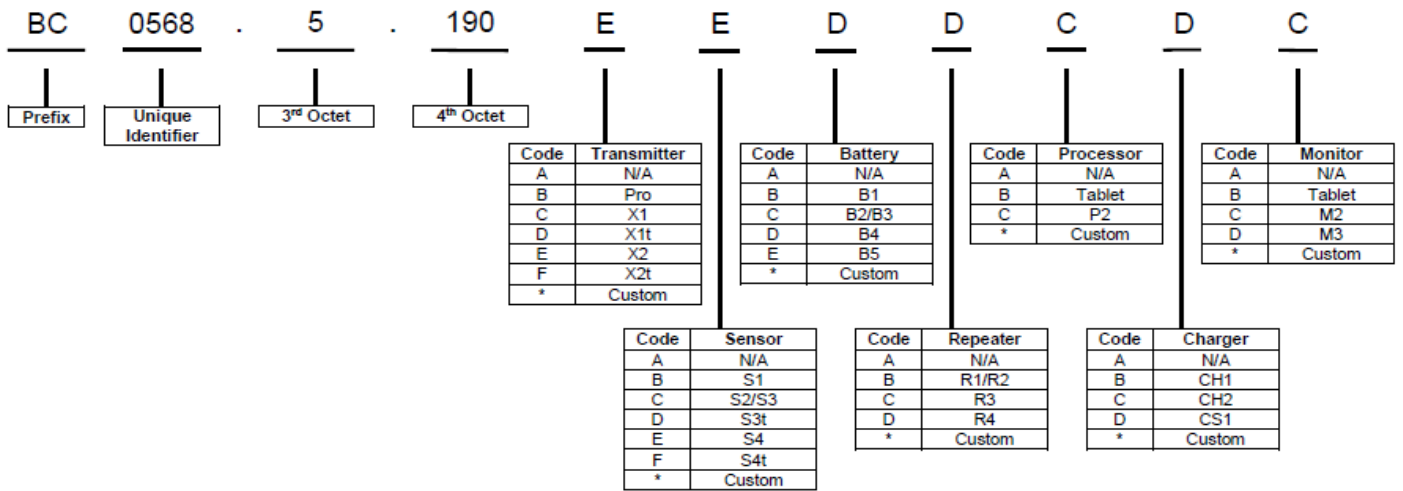 BC 0568 . 5 . 190 E E D D C D C
Prefix
Unique
Identifier
3rd Octet
4th Octet
Code Transmitter
A N/A
B Pro
C X1
D X1t
E X2
F X2t
* Custom
Code Battery
A N/A
B B1
C B2/B3
D B4
E B5
* Custom
Code Processor
A N/A
B Tablet
C P2
* Custom
Code Monitor
A N/A
B Tablet
C M2
D M3
* Custom
Code Sensor
A N/A
B S1
C S2/S3
D S3t
E S4
F S4t
* Custom
Code Repeater
A N/A
B R1/R2
C R3
D R4
* Custom
Code Charger
A N/A
B CH1
C CH2
D CS1
* Custom